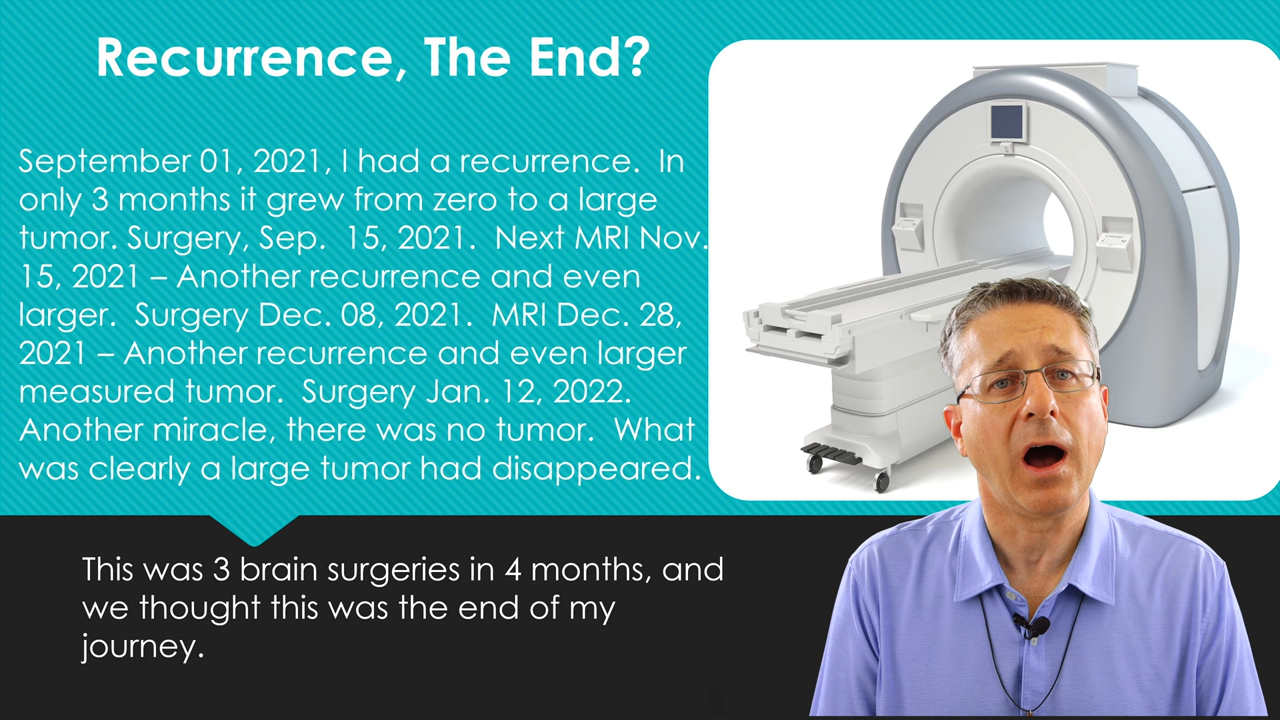 Recurrence, The End?
September 01, 2021, I had a recurrence. In
only 3 months it grew from zero to a large
tumor. Surgery, Sep. 15, 2021. Next MRI Nov.
15, 2021 – Another recurrence and even
larger. Surgery Dec. 08, 2021. MRI Dec. 28,
2021 – Another recurrence and even larger
measured tumor. Surgery Jan. 12, 2022.
Another miracle, there was no tumor. What
was clearly a large tumor had disappeared.
This was 3 brain surgeries in 4 months, and
we thought this was the end of my
journey.